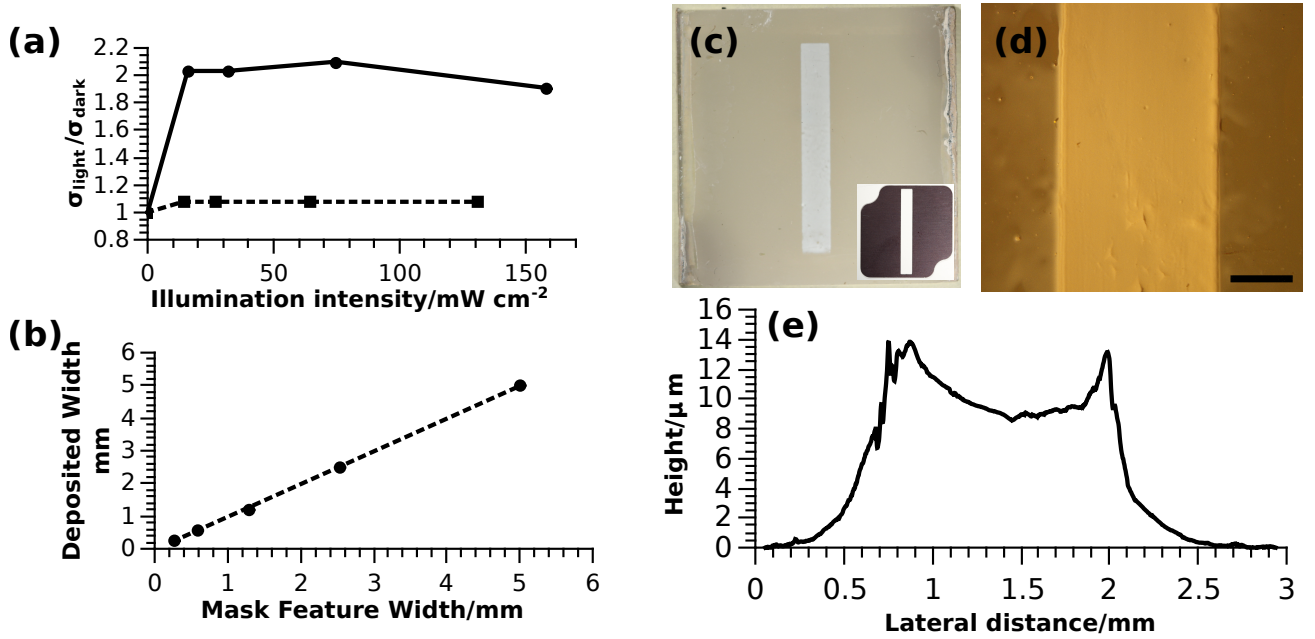 (a)
2.2
2
1.8
1.6
1.4
1.2
1
0.8
σlight/σdark
0 50 100 150
Illumination intensity/mW cm-2
(b)
6
5
4
3
2
1
0
Deposited Width
mm
0 1 2 3 4 5 6
Mask Feature Width/mm
(c)
(d)
(e)
16
14
12
10
8
6
4
2
0
Height/µm
0 0.5 1 1.5 2 2.5 3
Lateral distance/mm